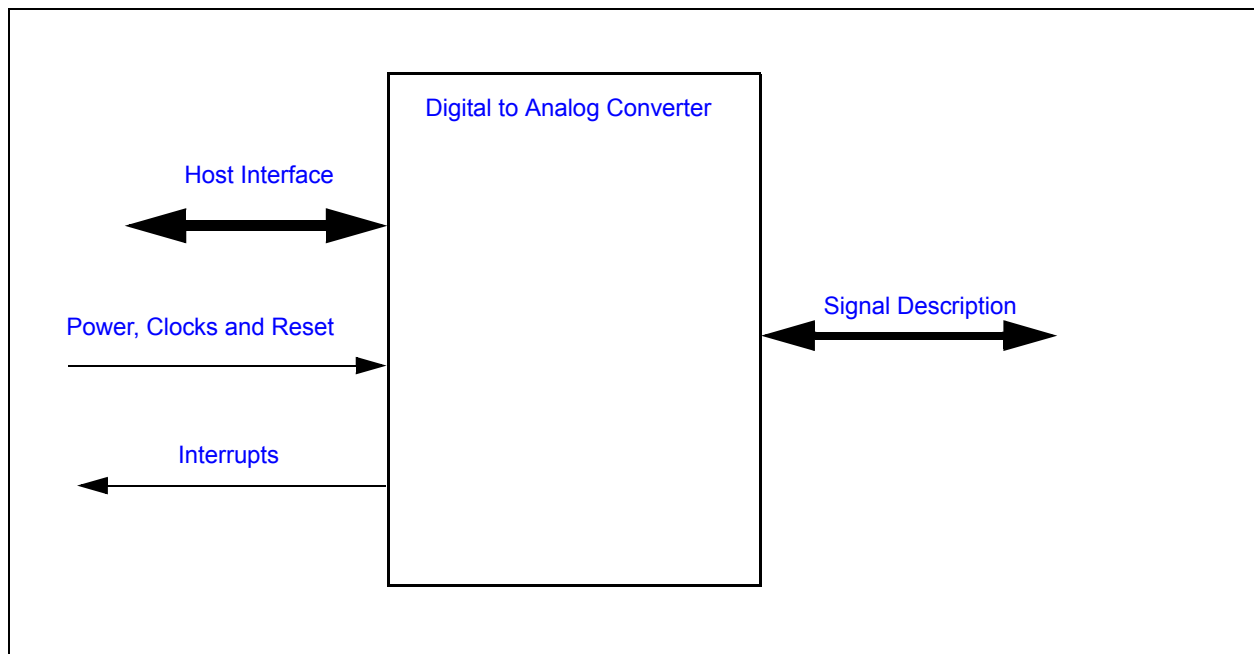 Digital to Analog Converter
Host Interface
Signal Description
Power, Clocks and Reset
Interrupts